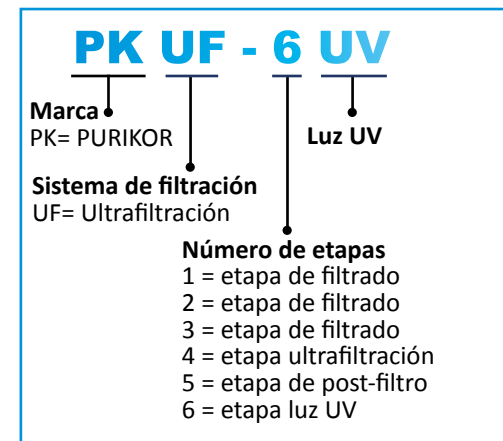 PK UF - 6 UV
Marca
PK= PURIKOR
Luz UV
Sistema de filtración
UF= Ultrafiltración
Número de etapas
1 = etapa de filtrado
2 = etapa de filtrado
3 = etapa de filtrado
4 = etapa ultrafiltración
5 = etapa de post-filtro
6 = etapa luz UV